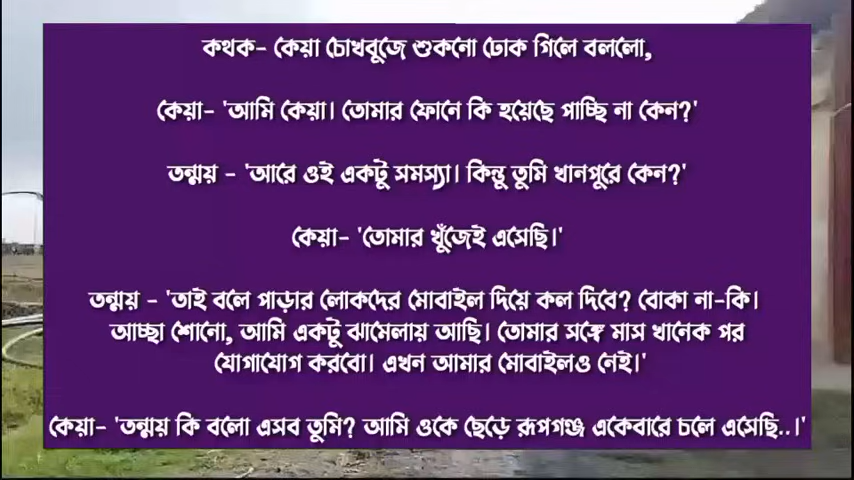 কথক- কেয়া চোখবুজে শুকনো ঢোক গিলে বললো,
কেয়া- 'আমি কেয়া। তোমার ফোনে কি হয়েছে পাচ্ছি না কেন?'
তন্ময় - 'আরে ওই একটু সমস্যা। কিন্তু তুমি খানপুরে কেন?'
কেয়া- 'তোমার খুঁজেই এসেছি।'
তন্ময় - 'তাই বলে পাড়ার লোকদের মোবাইল দিয়ে কল দিবে? বোকা না-কি।
আচ্ছা শোনো, আমি একটু ঝামেলায় আছি। তোমার সঙ্গে মাস খানেক পর
যোগাযোগ করবো। এখন আমার মোবাইলও নেই।'
কেয়া- 'তন্ময় কি বলো এসব তুমি? আমি ওকে ছেড়ে রূপগঞ্জ একেবারে চলে এসেছি..।'